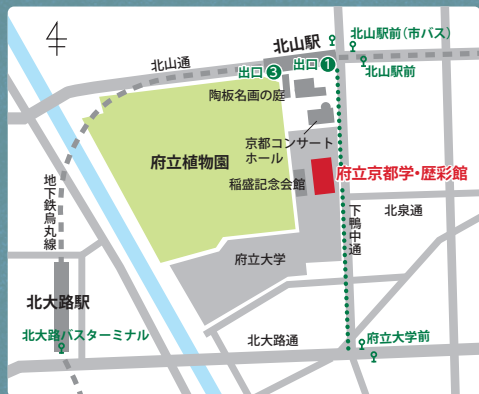 北山駅
北山駅前(市バス)
北山通
出口❸
出口❶
北山駅前
陶板名画の庭
京都コンサート
ホール
府立植物園
府立京都学・歴彩館
稲盛記念会館
地下鉄烏丸線
下鴨中通
北泉通
府立大学
北大路駅
北大路バスターミナル
北大路通
府立大学前